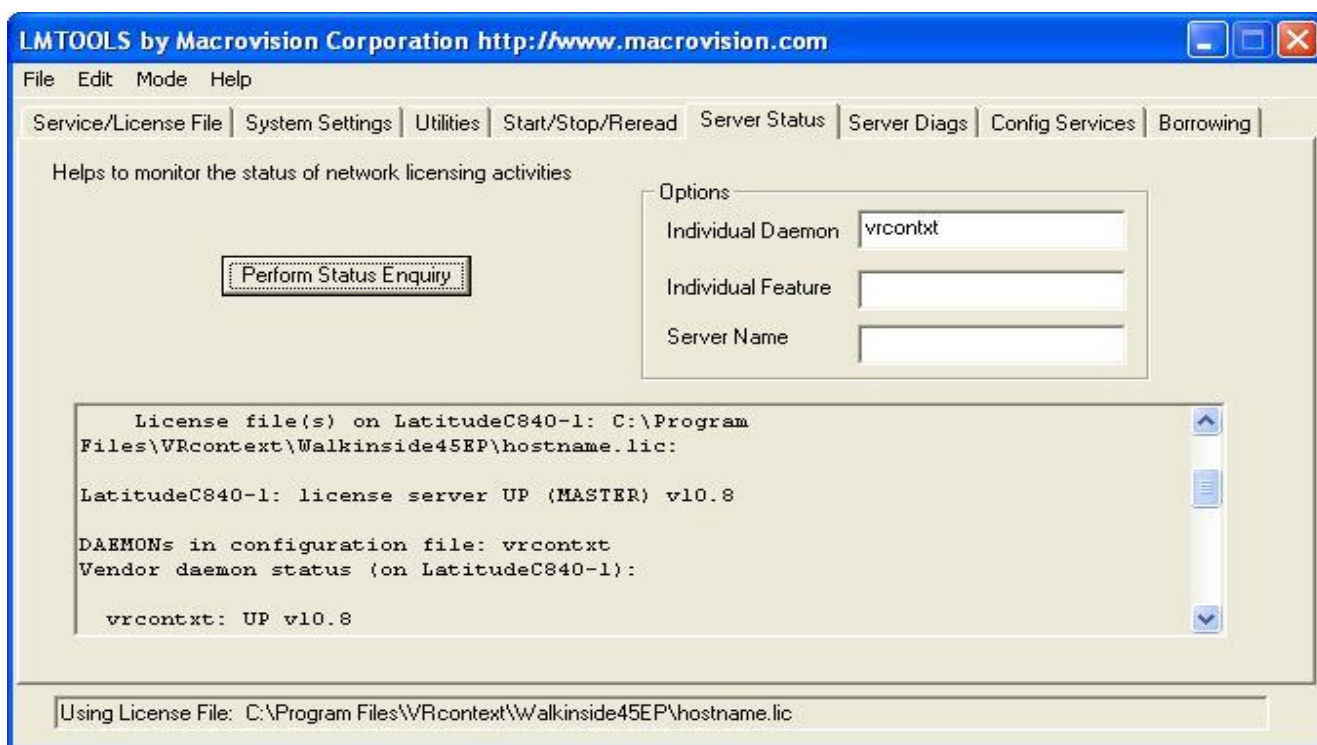 LMTOOLS by Macrovision Corporation http://www.macrovision.com
File Edit Mode Help
Service/License File System Settings Utilities Start/Stop/Reread Server Status Server Diags Config Services Borrowing
Helps to monitor the status of network licensing activities
Options
Individual Daemon vrcontxt
Perform Status Enquiry
Individual Feature
Server Name
License file(s) on LatitudeC840-1: C:\Program
Files\VRcontext\Walkinside45EP\hostname.lic:
LatitudeC840-1: license server UP (MASTER) v10.8
DAEMONs in configuration file: vrcontxt
Vendor daemon status (on LatitudeC840-1):
vrcontxt: UP v10.8
Using License File: C:\Program Files\VRcontext\Walkinside45EP\hostname.lic